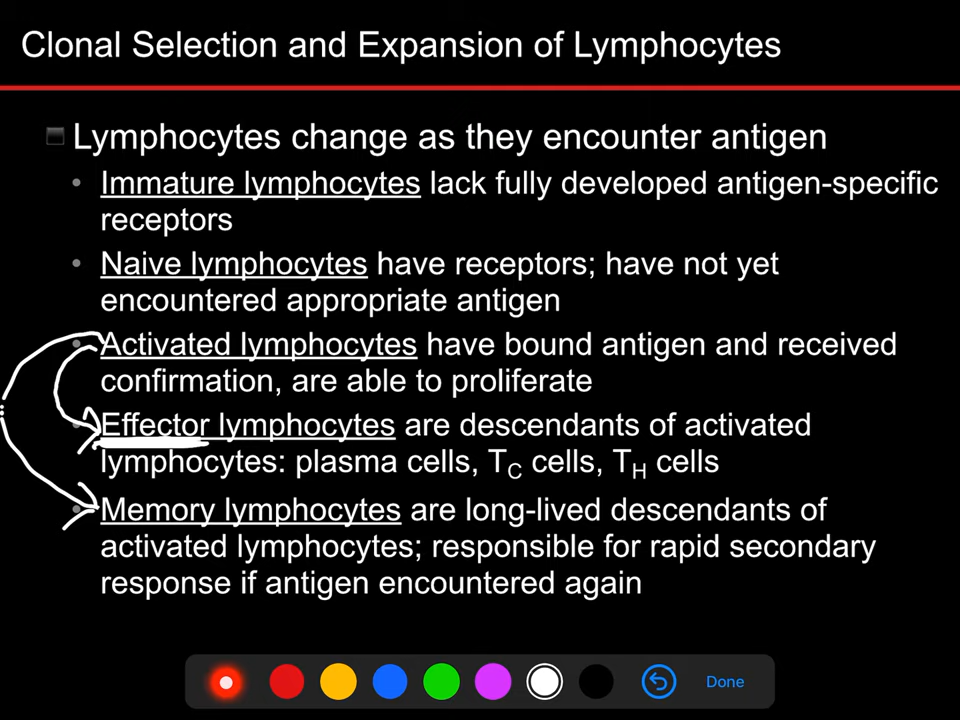 Clonal Selection and Expansion of Lymphocytes
Lymphocytes change as they encounter antigen
• Immature lymphocytes lack fully developed antigen-specific
receptors
• Naive lymphocytes have receptors; have not yet
encountered appropriate antigen
• Activated lymphocytes have bound antigen and received
confirmation, are able to proliferate
• Effector lymphocytes are descendants of activated
lymphocytes: plasma cells, TC cells, TH cells
• Memory lymphocytes are long-lived descendants of
activated lymphocytes; responsible for rapid secondary
response if antigen encountered again
Done